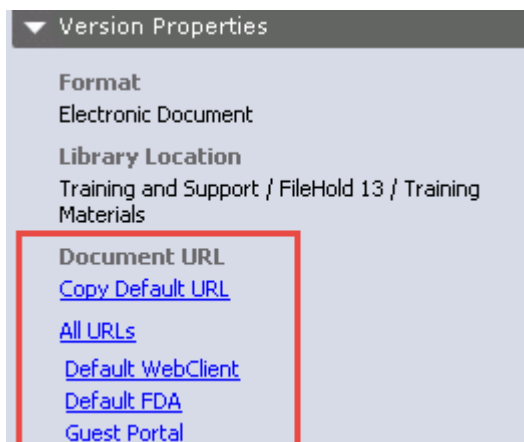 Version Properties
Format
Electronic Document
Library Location
Training and Support / FileHold 13 / Training
Materials
Document URL
Copy Default URL
All URLs
Default WebClient
Default FDA
Guest Portal